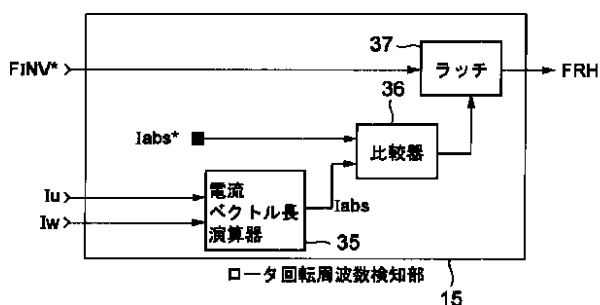 37
FINV*
ラッチ
FRH
36
Iabs*
比較器
Iu
Iw
電流
ベクトル長
演算器
Iabs
35
ロータ回転周波数検知部
15